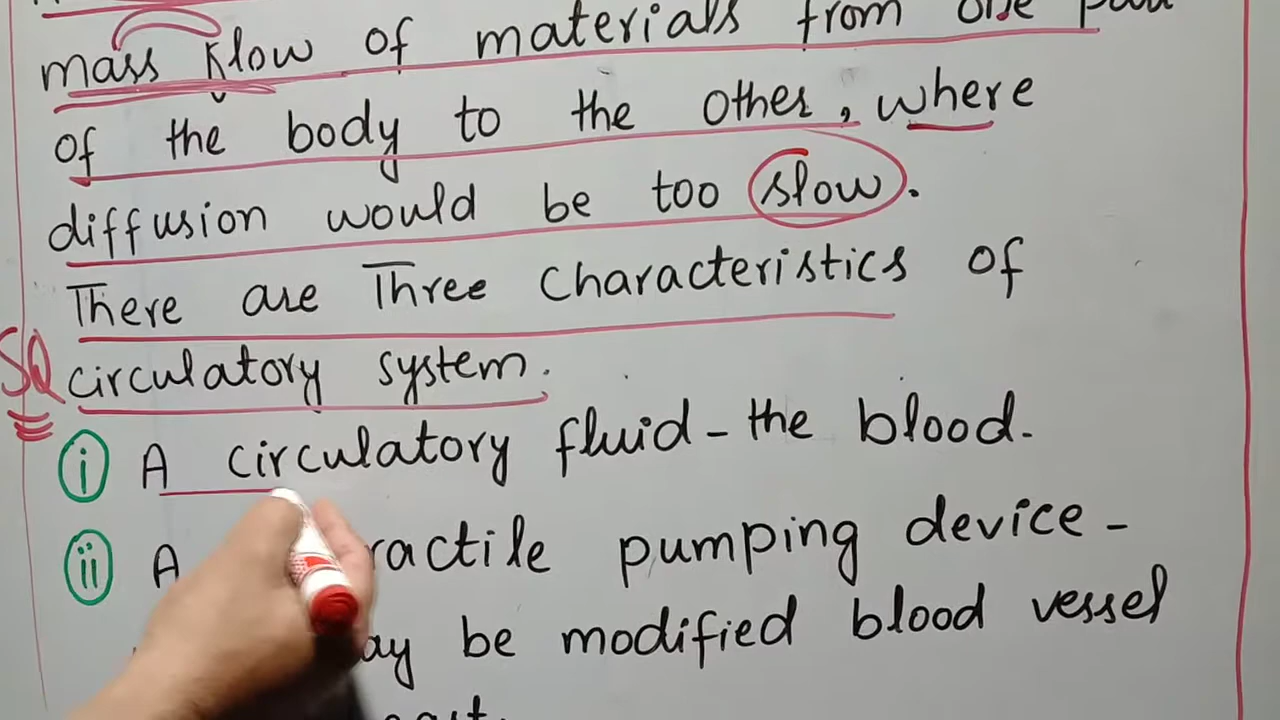 mass flow of materials from one
of the body to the other, where
diffusion would be too slow.
There are Three characteristics of
SQ circulatory system.
i A circulatory fluid - the blood.
ii A pumping device -
be modified blood vessel